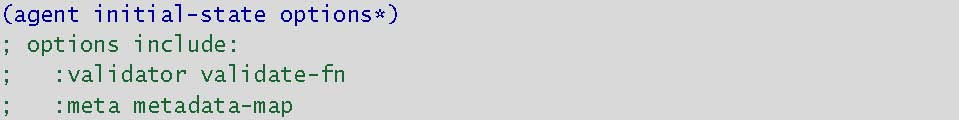 (agent initial-state options*)
; options include:
;   :validator validate-fn
;   :meta metadata-map